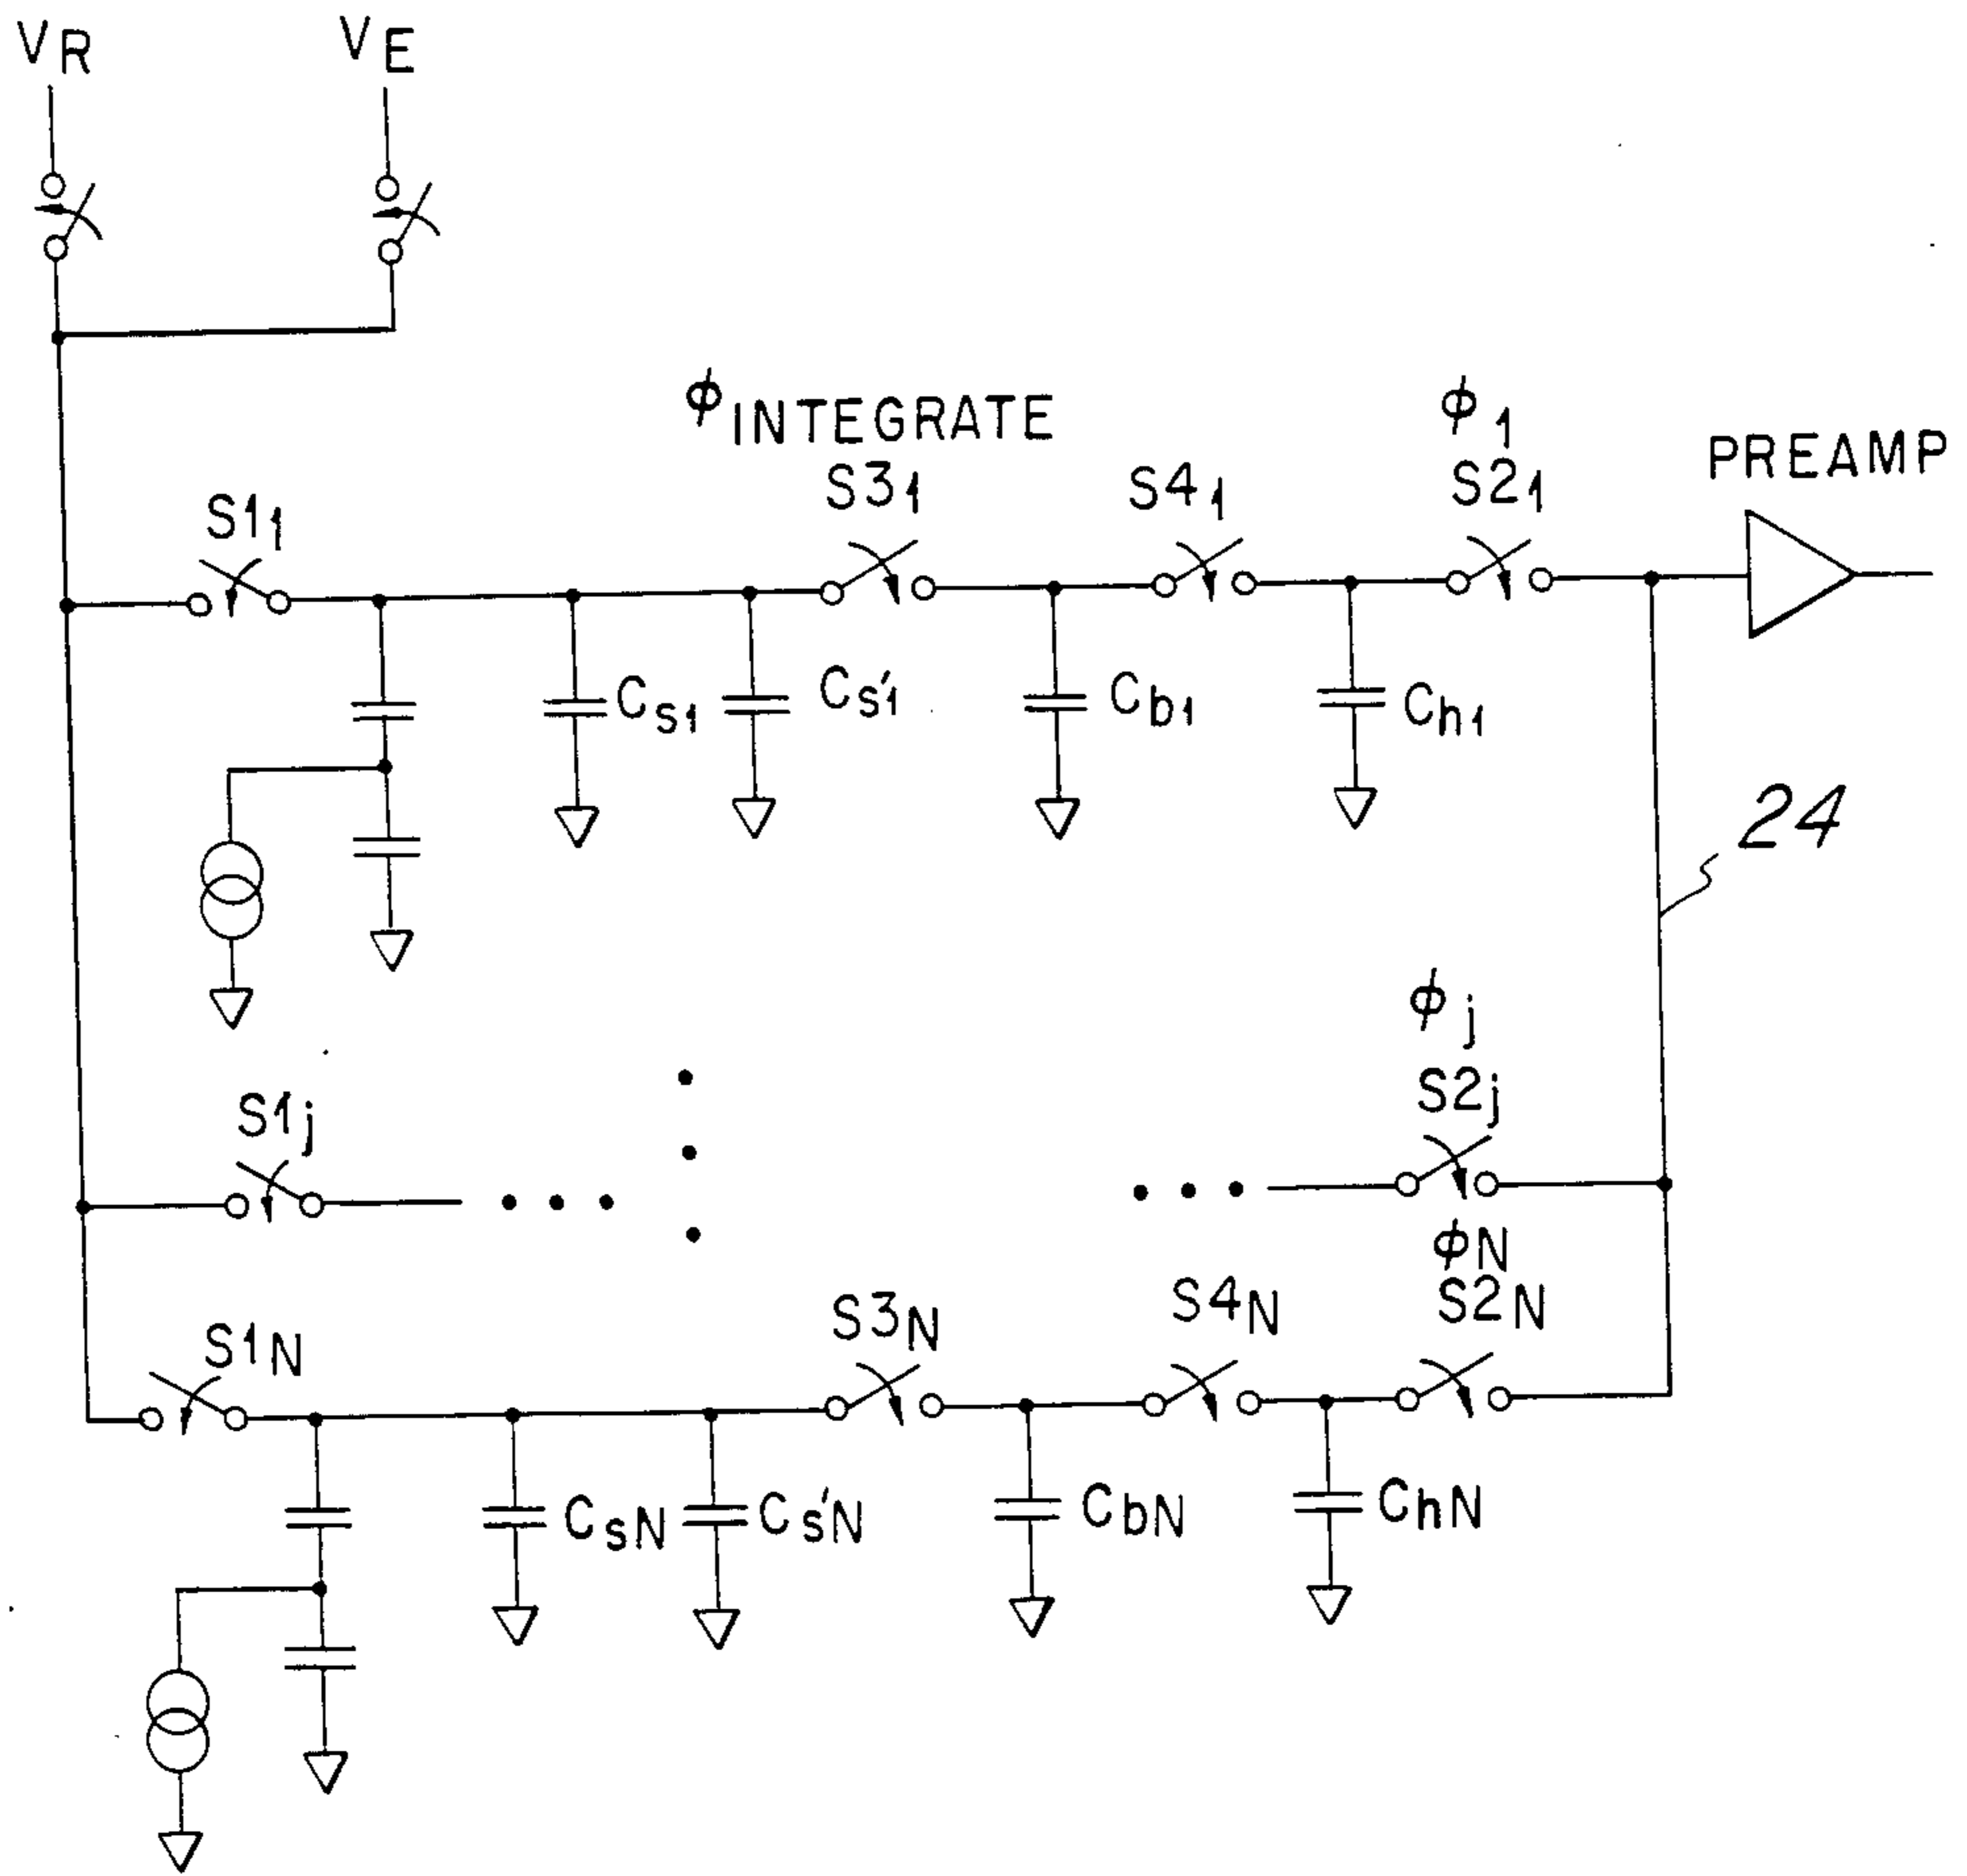 VR
VE
ϕINTEGRATE
ϕ1
PREAMP
S31
S41
S21
S11
Cs1
Cs'1
Cb1
Ch1
24
ϕj
S2j
S1j
ϕN
S2N
S3N
S4N
S1N
CsN
Cs'N
CbN
ChN